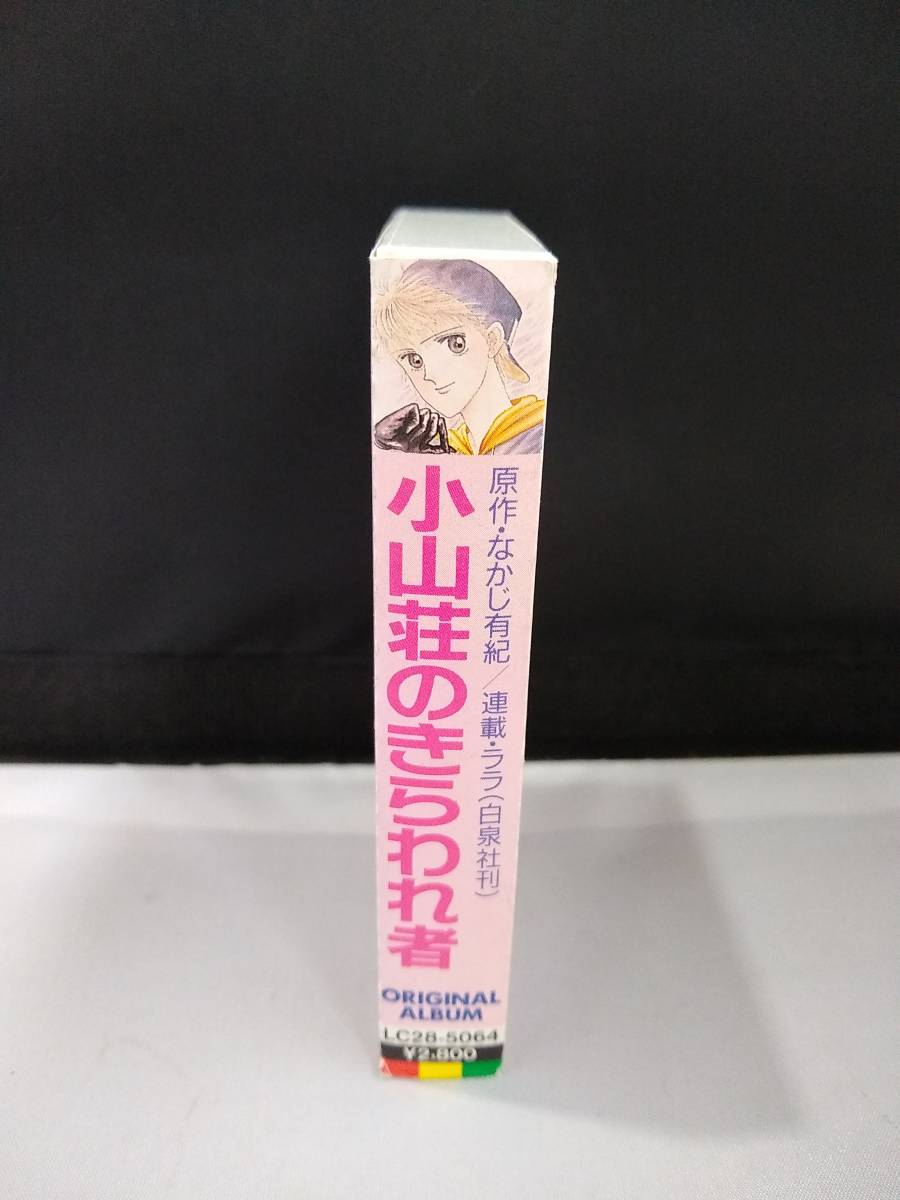 原作・なかじ有紀／連載・ララ（白泉社刊）
小山荘のきらわれ者
ORIGINAL
ALBUM
LC28-5064
¥2,800